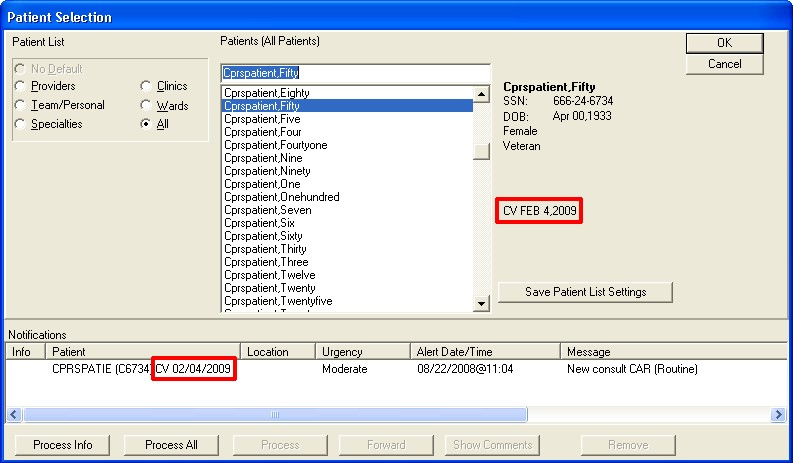 Patient Selection
Patient List
No Default
Providers
Clinics
Team/Personal
Wards
Specialties
All
Patients (All Patients)
Cprspatient,Fifty
Cprspatient,Eighty
Cprspatient,Fifty
Cprspatient,Five
Cprspatient,Four
Cprspatient,Fourtyone
Cprspatient,Nine
Cprspatient,Ninety
Cprspatient,One
Cprspatient,Onehundred
Cprspatient,Seven
Cprspatient,Six
Cprspatient,Sixty
Cprspatient,Thirty
Cprspatient,Three
Cprspatient,Twelve
Cprspatient,Twenty
Cprspatient,Twentyfive
OK
Cancel
Cprspatient,Fifty
SSN: 666-24-6734
DOB: Apr 00,1933
Female
Veteran
CV FEB 4,2009
Save Patient List Settings
Notifications
Info Patient Location Urgency Alert Date/Time Message
CPRSPATIE (C6734) CV 02/04/2009 Moderate 08/22/2008@11:04 New consult CAR (Routine)
Process Info Process All Process Forward Show Comments Remove